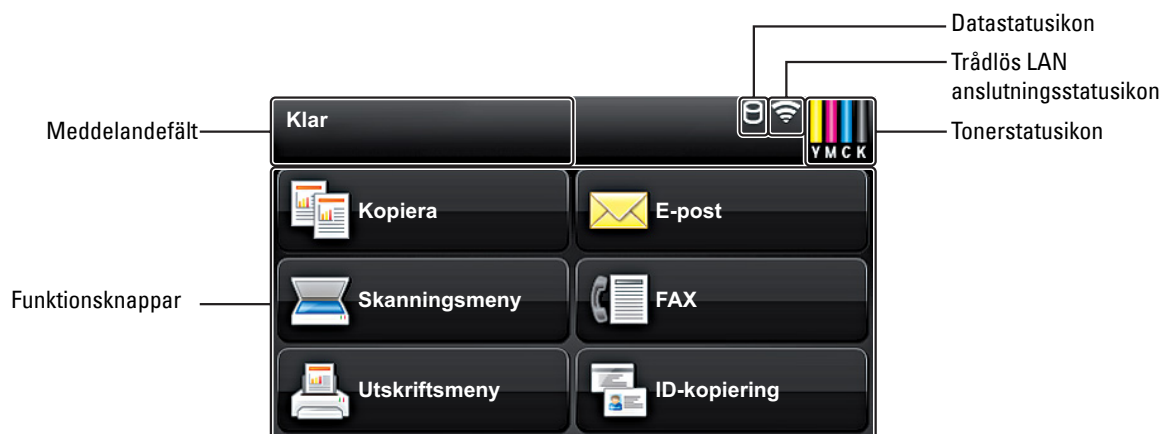 Datastatusikon
Trådlös LAN
anslutningsstatusikon
Meddelandefält
Klar
Tonerstatusikon
Y M C K
Kopiera
E-post
Funktionsknappar
Skanningsmeny
FAX
Utskriftsmeny
ID-kopiering